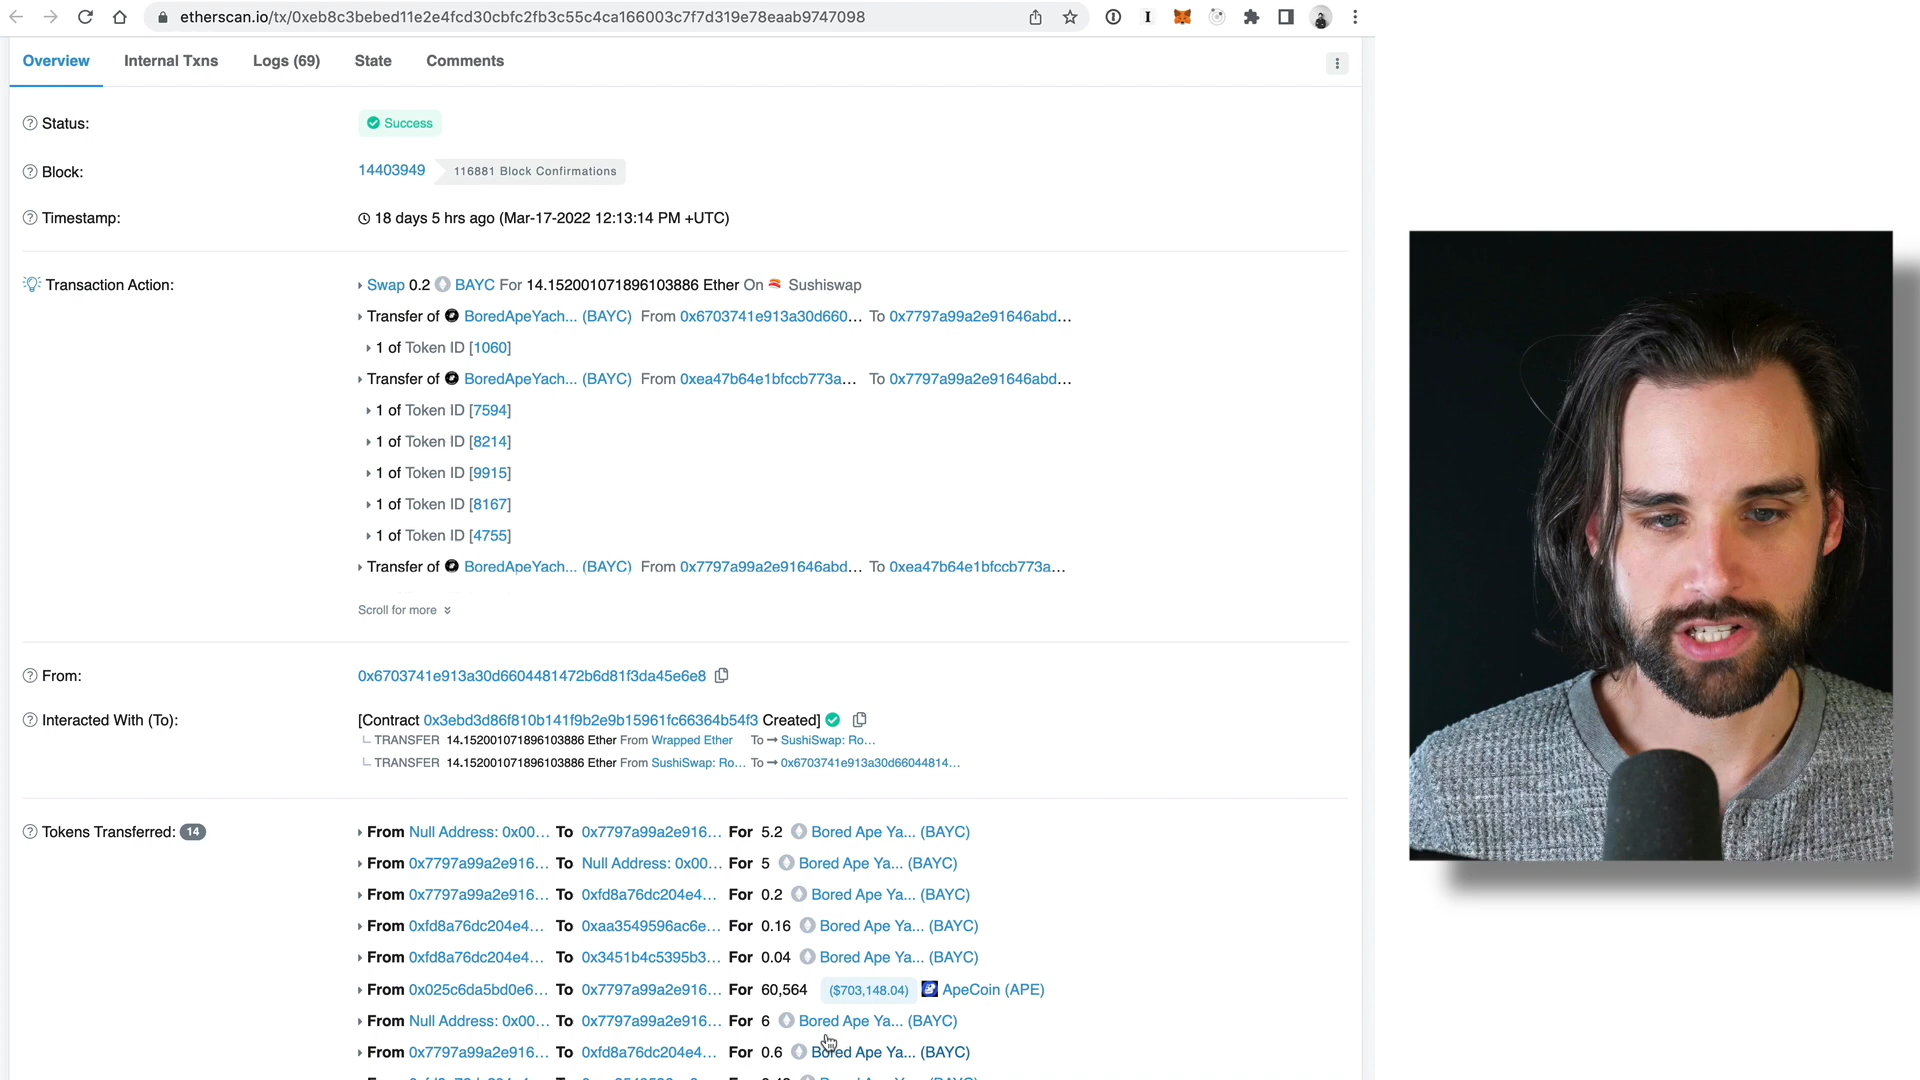 etherscan.io/tx/0xeb8c3bebed11e2e4fcd30cbfc2fb3c55c4ca166003c7f7d319e78eaab9747098
Overview Internal Txns Logs (69) State Comments
Status: Success
Block: 14403949 116881 Block Confirmations
Timestamp: 18 days 5 hrs ago (Mar-17-2022 12:13:14 PM +UTC)
Transaction Action: Swap 0.2 BAYC For 14.152001071896103886 Ether On Sushiswap
Transfer of BoredApeYach... (BAYC) From 0x6703741e913a30d660... To 0x7797a99a2e91646abd...
1 of Token ID [1060]
Transfer of BoredApeYach... (BAYC) From 0xea47b64e1bfccb773a... To 0x7797a99a2e91646abd...
1 of Token ID [7594]
1 of Token ID [8214]
1 of Token ID [9915]
1 of Token ID [8167]
1 of Token ID [4755]
Transfer of BoredApeYach... (BAYC) From 0x7797a99a2e91646abd... To 0xea47b64e1bfccb773a...
Scroll for more
From: 0x6703741e913a30d6604481472b6d81f3da45e6e8
Interacted With (To): [Contract 0x3ebd3d86f810b141f9b2e9b15961fc66364b54f3 Created]
TRANSFER 14.152001071896103886 Ether From Wrapped Ether To → SushiSwap: Ro...
TRANSFER 14.152001071896103886 Ether From SushiSwap: Ro... To → 0x6703741e913a30d66044814...
Tokens Transferred: 14 From Null Address: 0x00... To 0x7797a99a2e916... For 5.2 Bored Ape Ya... (BAYC)
From 0x7797a99a2e916... To Null Address: 0x00... For 5 Bored Ape Ya... (BAYC)
From 0x7797a99a2e916... To 0xfd8a76dc204e4... For 0.2 Bored Ape Ya... (BAYC)
From 0xfd8a76dc204e4... To 0xaa3549596ac6e... For 0.16 Bored Ape Ya... (BAYC)
From 0xfd8a76dc204e4... To 0x3451b4c5395b3... For 0.04 Bored Ape Ya... (BAYC)
From 0x025c6da5bd0e6... To 0x7797a99a2e916... For 60,564 ($703,148.04) ApeCoin (APE)
From Null Address: 0x00... To 0x7797a99a2e916... For 6 Bored Ape Ya... (BAYC)
From 0x7797a99a2e916... To 0xfd8a76dc204e4... For 0.6 Bored Ape Ya... (BAYC)